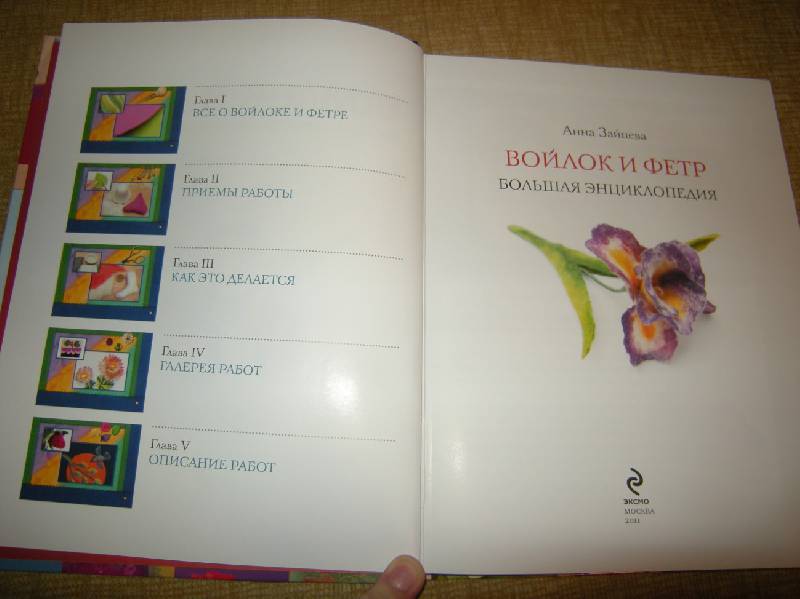 Глава I
ВСЕ О ВОЙЛОКЕ И ФЕТРЕ
Глава II
ПРИЕМЫ РАБОТЫ
Глава III
КАК ЭТО ДЕЛАЕТСЯ
Глава IV
ГАЛЕРЕЯ РАБОТ
Глава V
ОПИСАНИЕ РАБОТ
Анна Зайцева
ВОЙЛОК И ФЕТР
БОЛЬШАЯ ЭНЦИКЛОПЕДИЯ
ЭКСМО
МОСКВА
2011